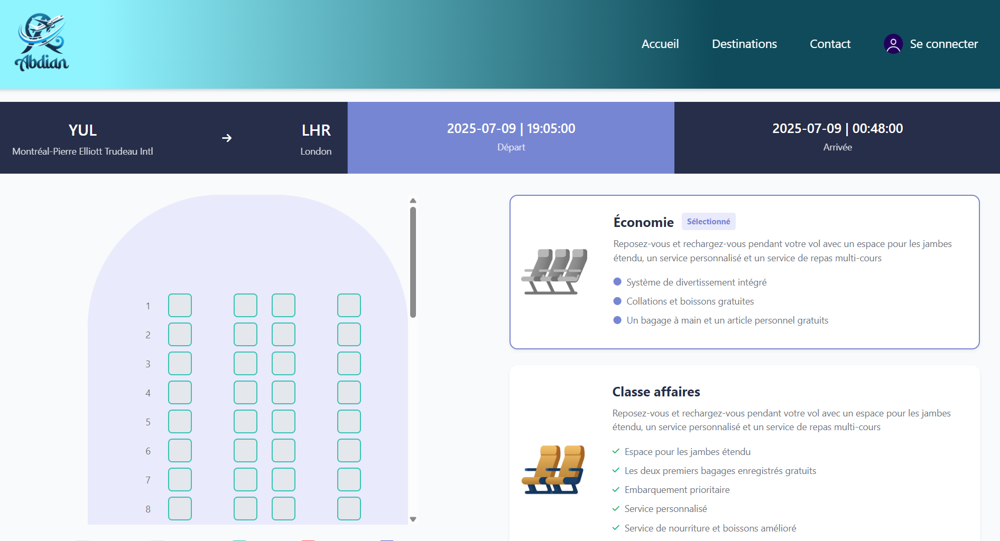 Abdian
Accueil
Destinations
Contact
Se connecter
YUL
Montréal-Pierre Elliott Trudeau Intl
LHR
London
2025-07-09 | 19:05:00
Départ
2025-07-09 | 00:48:00
Arrivée
1
2
3
4
5
6
7
8
Économie
Sélectionné
Reposez-vous et rechargez-vous pendant votre vol avec un espace pour les jambes
étendu, un service personnalisé et un service de repas multi-cours
Système de divertissement intégré
Collations et boissons gratuites
Un bagage à main et un article personnel gratuits
Classe affaires
Reposez-vous et rechargez-vous pendant votre vol avec un espace pour les jambes
étendu, un service personnalisé et un service de repas multi-cours
Espace pour les jambes étendu
Les deux premiers bagages enregistrés gratuits
Embarquement prioritaire
Service personnalisé
Service de nourriture et boissons amélioré